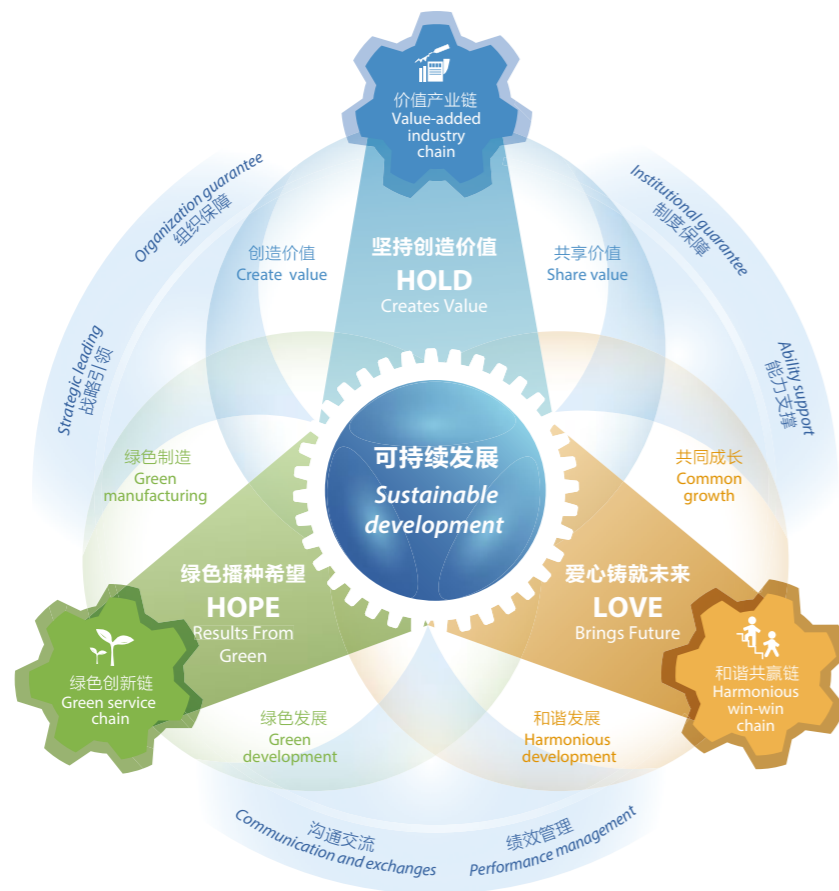 价值产业链
Value-added
industry
chain
Organization guarantee
组织保障
Institutional guarantee
制度保障
创造价值
Create value
坚持创造价值
HOLD
Creates Value
共享价值
Share value
Strategic leading
战略引领
Ability support
能力支撑
可持续发展
Sustainable
development
绿色制造
Green
manufacturing
共同成长
Common
growth
绿色播种希望
HOPE
Results From
Green
爱心铸就未来
LOVE
Brings Future
绿色创新链
Green service
chain
和谐共赢链
Harmonious
win-win
chain
绿色发展
Green
development
和谐发展
Harmonious
development
沟通交流
Communication and exchanges
绩效管理
Performance management